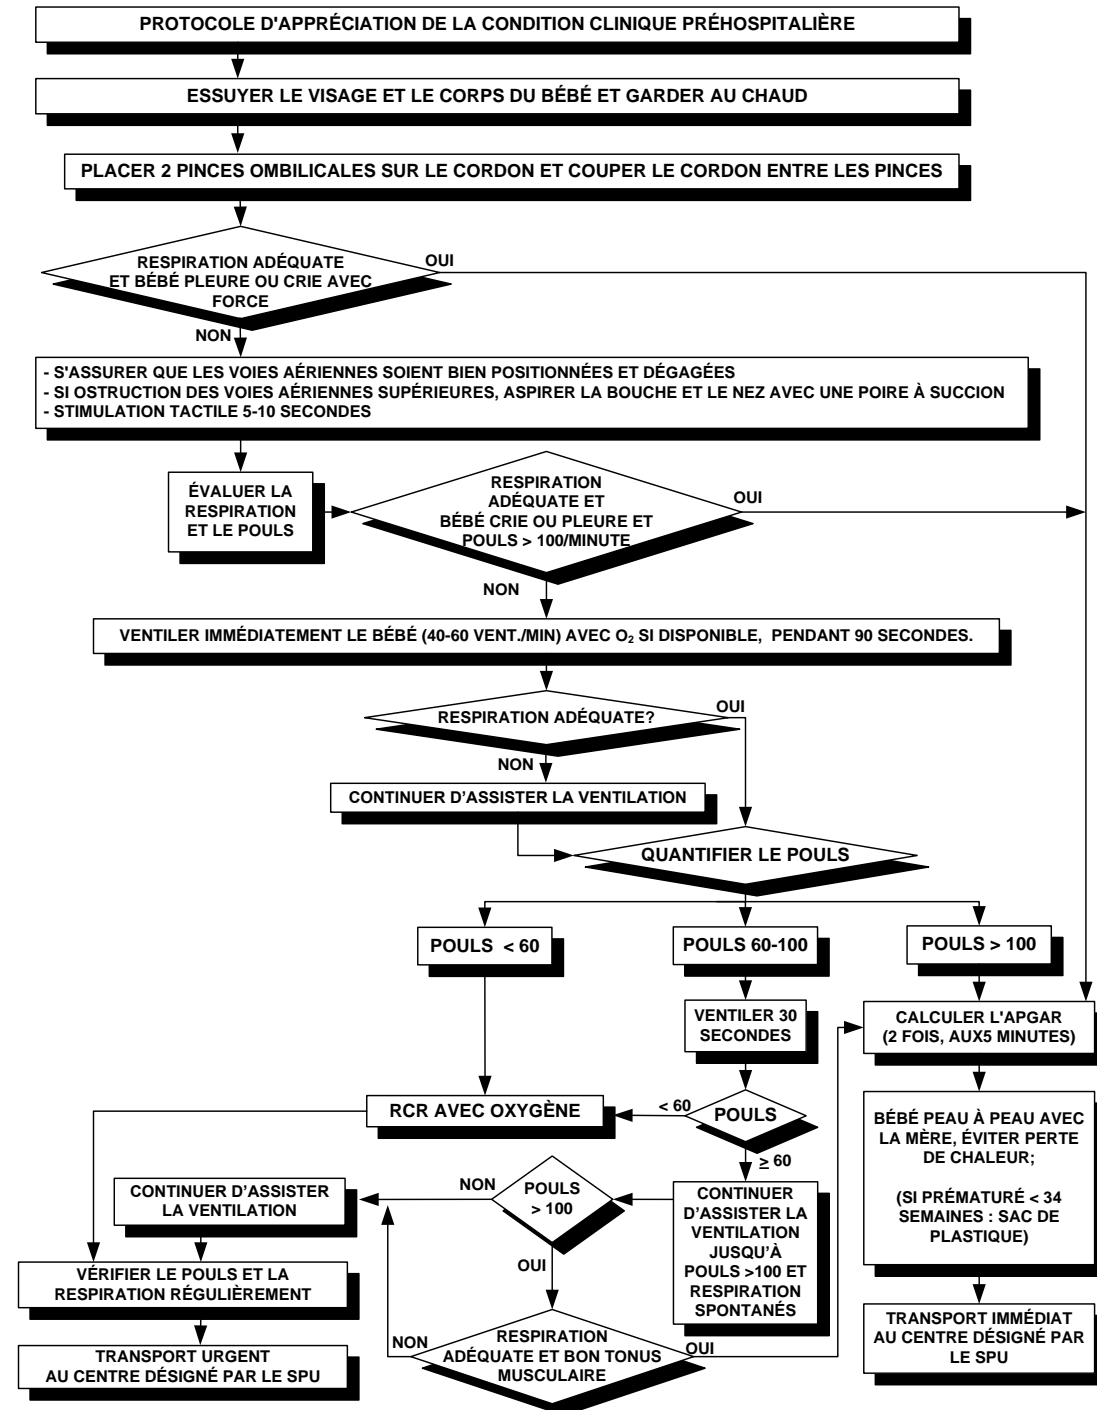 PROTOCOLE D'APPRÉCIATION DE LA CONDITION CLINIQUE PRÉHOSPITALIÈRE
ESSUYER LE VISAGE ET LE CORPS DU BÉBÉ ET GARDER AU CHAUD
PLACER 2 PINCES OMBILICALES SUR LE CORDON ET COUPER LE CORDON ENTRE LES PINCES
RESPIRATION ADÉQUATE
ET BÉBÉ PLEURE OU CRIE AVEC
FORCE
OUI
NON
- S'ASSURER QUE LES VOIES AÉRIENNES SOIENT BIEN POSITIONNÉES ET DÉGAGÉES
- SI OSTRUCTION DES VOIES AÉRIENNES SUPÉRIEURES, ASPIRER LA BOUCHE ET LE NEZ AVEC UNE POIRE À SUCCION
- STIMULATION TACTILE 5-10 SECONDES
ÉVALUER LA
RESPIRATION
ET LE POULS
RESPIRATION
ADÉQUATE ET
BÉBÉ CRIE OU PLEURE ET
POULS > 100/MINUTE
OUI
NON
VENTILER IMMÉDIATEMENT LE BÉBÉ (40-60 VENT./MIN) AVEC O₂ SI DISPONIBLE, PENDANT 90 SECONDES.
RESPIRATION ADÉQUATE?
OUI
NON
CONTINUER D'ASSISTER LA VENTILATION
QUANTIFIER LE POULS
POULS < 60
POULS 60-100
POULS > 100
VENTILER 30
SECONDES
CALCULER L'APGAR
(2 FOIS, AUX5 MINUTES)
RCR AVEC OXYGÈNE
< 60
POULS
≥ 60
BÉBÉ PEAU À PEAU AVEC
LA MÈRE, ÉVITER PERTE
DE CHALEUR;
(SI PRÉMATURÉ < 34
SEMAINES : SAC DE
PLASTIQUE)
CONTINUER D'ASSISTER
LA VENTILATION
NON
POULS
> 100
OUI
CONTINUER
D'ASSISTER LA
VENTILATION
JUSQU'À
POULS >100 ET
RESPIRATION
SPONTANÉS
VÉRIFIER LE POULS ET LA
RESPIRATION RÉGULIÈREMENT
TRANSPORT URGENT
AU CENTRE DÉSIGNÉ PAR LE SPU
NON
RESPIRATION
ADÉQUATE ET BON TONUS
MUSCULAIRE
OUI
TRANSPORT IMMÉDIAT
AU CENTRE DÉSIGNÉ PAR
LE SPU